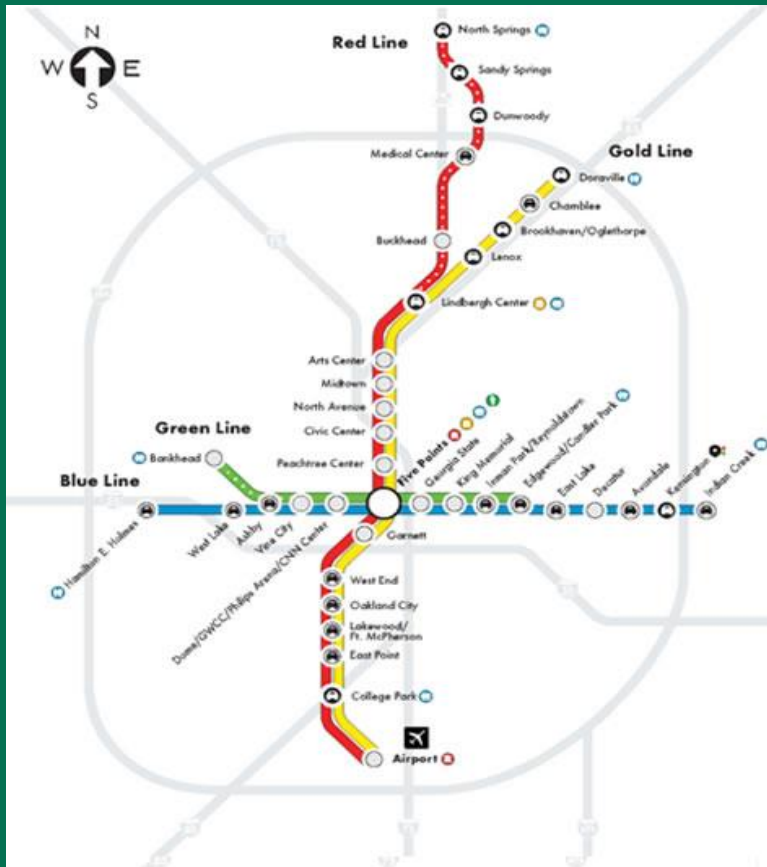 N
W E
S
Red Line
North Springs
Sandy Springs
Dunwoody
Medical Center
Gold Line
Doraville
Chamblee
Brookhaven/Oglethorpe
Buckhead
Lenox
Lindbergh Center
Arts Center
Midtown
North Avenue
Civic Center
Peachtree Center
Green Line
Bankhead
Blue Line
Hamilton E. Holmes
West Lake
Ashby
Vine City
Dome/GWCC/Philips Arena/CNN Center
Five Points
Georgia State
King Memorial
Inman Park/Reynoldstown
Edgewood/Candler Park
East Lake
Decatur
Avondale
Kensington
Indian Creek
Garnett
West End
Oakland City
Lakewood/
Ft. McPherson
East Point
College Park
Airport